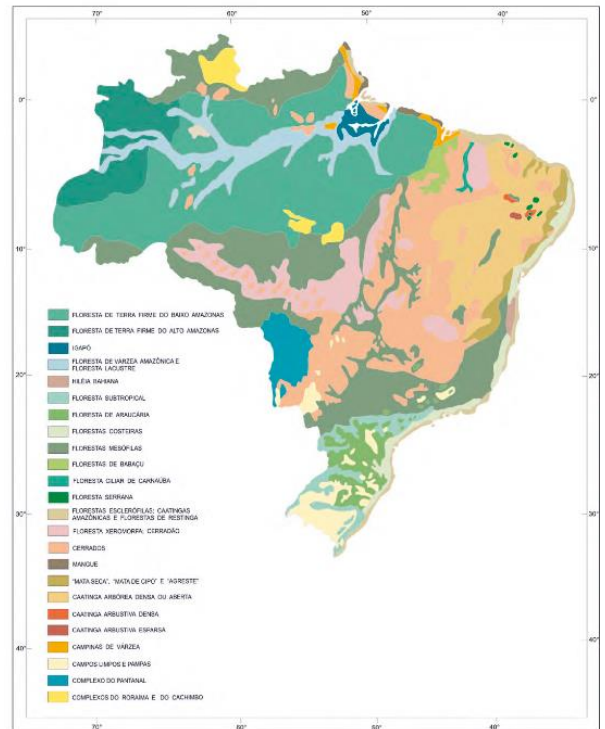 70° 60° 50° 40°
0° 0°
10° 10°
20° 20°
30° 30°
40° 40°
FLORESTA DE TERRA FIRME DO BAIXO AMAZONAS
FLORESTA DE TERRA FIRME DO ALTO AMAZONAS
IGAPÓ
FLORESTA DE VARZEA AMAZÔNICA E
FLORESTA LACUSTRE
HILÉIA BAHIANA
FLORESTA SUBTROPICAL
FLORESTA DE ARAUCÁRIA
FLORESTAS COSTEIRAS
FLORESTAS MESÓFILAS
FLORESTAS DE BABAÇU
FLORESTA CILIAR DE CARNAÚBA
FLORESTA SERRANA
FLORESTAS ESCLERÓFILAS; CAATINGAS
AMAZÔNICAS E FLORESTAS DE RESTINGA
FLORESTA XEROMORFA; CERRADÃO
CERRADOS
MANGUE
"MATA SECA", "MATA DE CIPÓ" E "AGRESTE"
CAATINGA ARBÓREA DENSA OU ABERTA
CAATINGA ARBUSTIVA DENSA
CAATINGA ARBUSTIVA ESPARSA
CAMPINAS DE VÁRZEA
CAMPOS LIMPOS E PAMPAS
COMPLEXO DO PANTANAL
COMPLEXOS DO RORAIMA E DO CACHIMBO
70° 60° 50° 40°